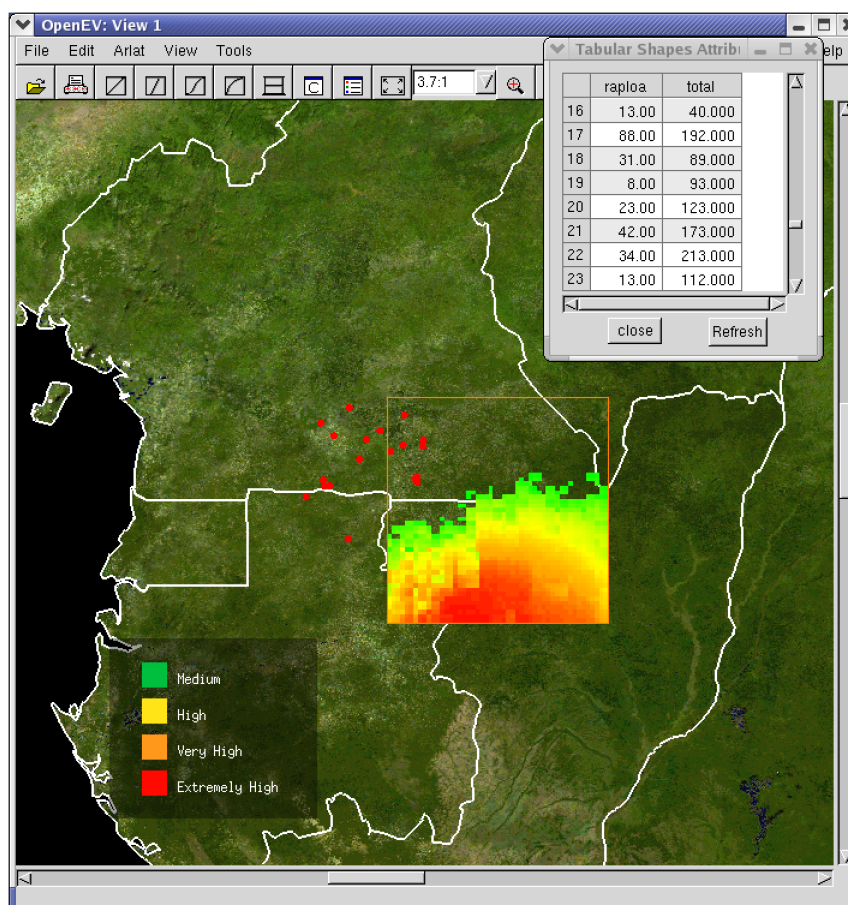 OpenEV: View 1
File Edit Arlat View Tools elp
3.7:1
Tabular Shapes Attribu
raploa total
16 13.00 40.000
17 88.00 192.000
18 31.00 89.000
19 8.00 93.000
20 23.00 123.000
21 42.00 173.000
22 34.00 213.000
23 13.00 112.000
close Refresh
Medium
High
Very High
Extremely High